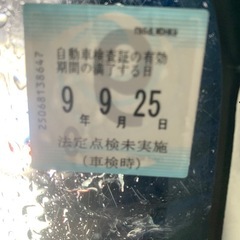 自動車検査証の有効
期間の満了する日
9 9 25
年 月 日
法定点検未実施
(車検時)
25068138647